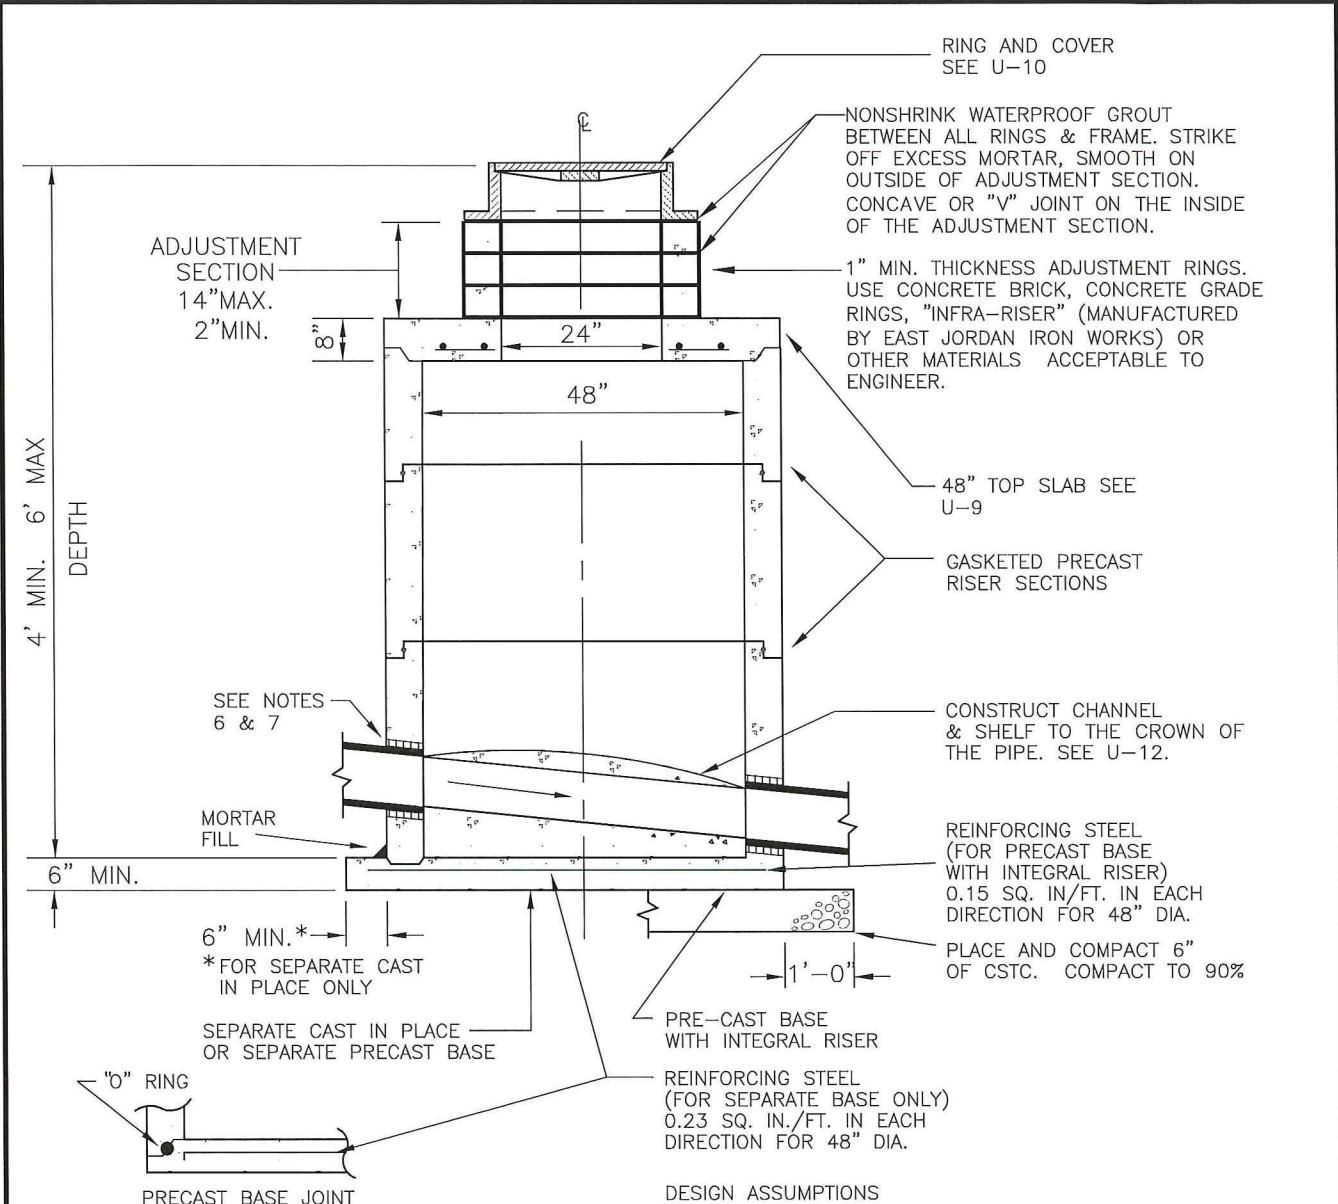 RING AND COVER
SEE U-10
NONSHRINK WATERPROOF GROUT
BETWEEN ALL RINGS & FRAME. STRIKE
OFF EXCESS MORTAR, SMOOTH ON
OUTSIDE OF ADJUSTMENT SECTION.
CONCAVE OR "V" JOINT ON THE INSIDE
OF THE ADJUSTMENT SECTION.
℄
ADJUSTMENT
SECTION
14"MAX.
2"MIN.
1" MIN. THICKNESS ADJUSTMENT RINGS.
USE CONCRETE BRICK, CONCRETE GRADE
RINGS, "INFRA-RISER" (MANUFACTURED
BY EAST JORDAN IRON WORKS) OR
OTHER MATERIALS ACCEPTABLE TO
ENGINEER.
8"
24"
48"
4' MIN. 6' MAX
DEPTH
48" TOP SLAB SEE
U-9
GASKETED PRECAST
RISER SECTIONS
SEE NOTES
6 & 7
CONSTRUCT CHANNEL
& SHELF TO THE CROWN OF
THE PIPE. SEE U-12.
MORTAR
FILL
6" MIN.
REINFORCING STEEL
(FOR PRECAST BASE
WITH INTEGRAL RISER)
0.15 SQ. IN/FT. IN EACH
DIRECTION FOR 48" DIA.
6" MIN.*
*FOR SEPARATE CAST
IN PLACE ONLY
1'-0"
PLACE AND COMPACT 6"
OF CSTC. COMPACT TO 90%
SEPARATE CAST IN PLACE
OR SEPARATE PRECAST BASE
PRE-CAST BASE
WITH INTEGRAL RISER
"O" RING
REINFORCING STEEL
(FOR SEPARATE BASE ONLY)
0.23 SQ. IN./FT. IN EACH
DIRECTION FOR 48" DIA.
PRECAST BASE JOINT
DESIGN ASSUMPTIONS